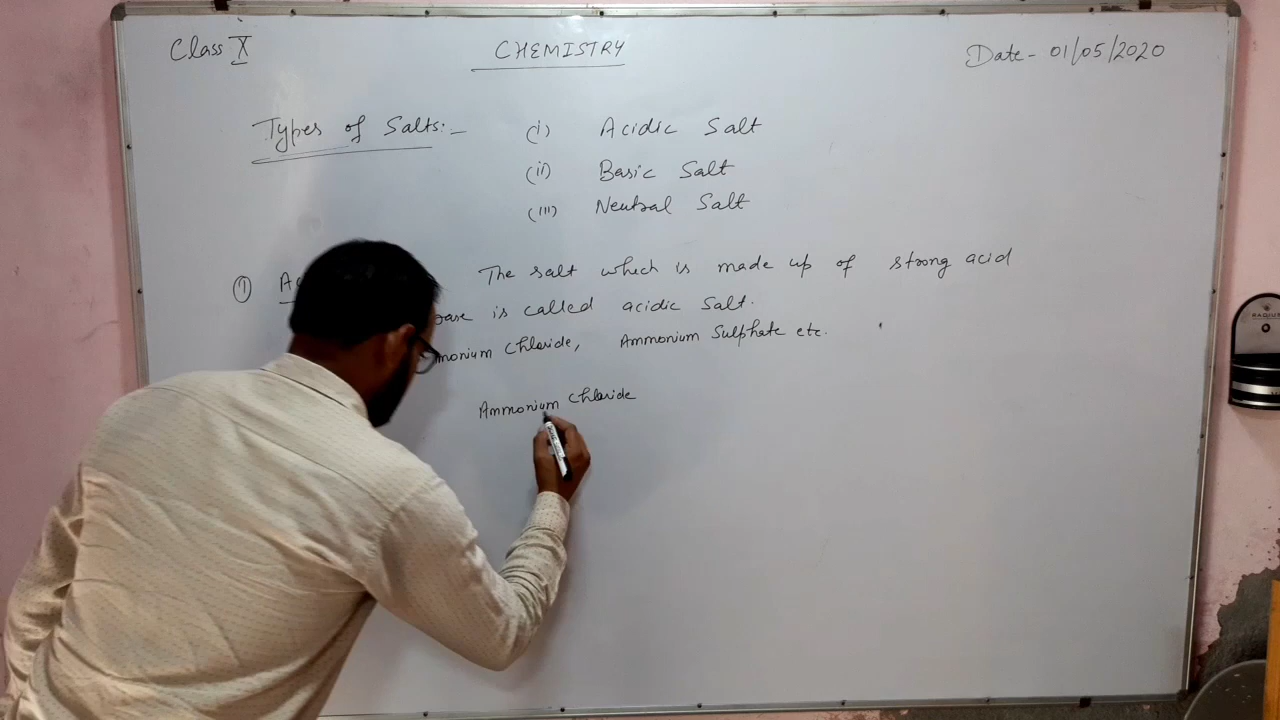 Class X
CHEMISTRY
Date - 01/05/2020
Types of Salts:-
(i) Acidic Salt
(ii) Basic Salt
(iii) Neutral Salt
① The salt which is made up of strong acid
is called acidic salt.
Chloride, Ammonium Sulphate etc.
Ammonium Chloride